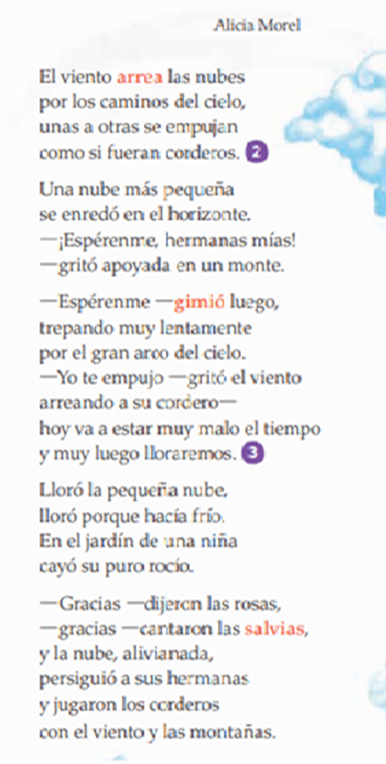 Alicia Morel
El viento arrea las nubes
por los caminos del cielo,
unas a otras se empujan
como si fueran corderos. 2
Una nube más pequeña
se enredó en el horizonte.
—¡Espérenme, hermanas mías!
—gritó apoyada en un monte.
—Espérenme —gimió luego,
trepando muy lentamente
por el gran arco del cielo.
—Yo te empujo —gritó el viento
arreando a su cordero—
hoy va a estar muy malo el tiempo
y muy luego lloraremos. 3
Lloró la pequeña nube,
lloró porque hacía frío.
En el jardín de una niña
cayó su puro rocío.
—Gracias —dijeron las rosas,
—gracias —cantaron las salvias,
y la nube, alivianada,
persiguió a sus hermanas
y jugaron los corderos
con el viento y las montañas.